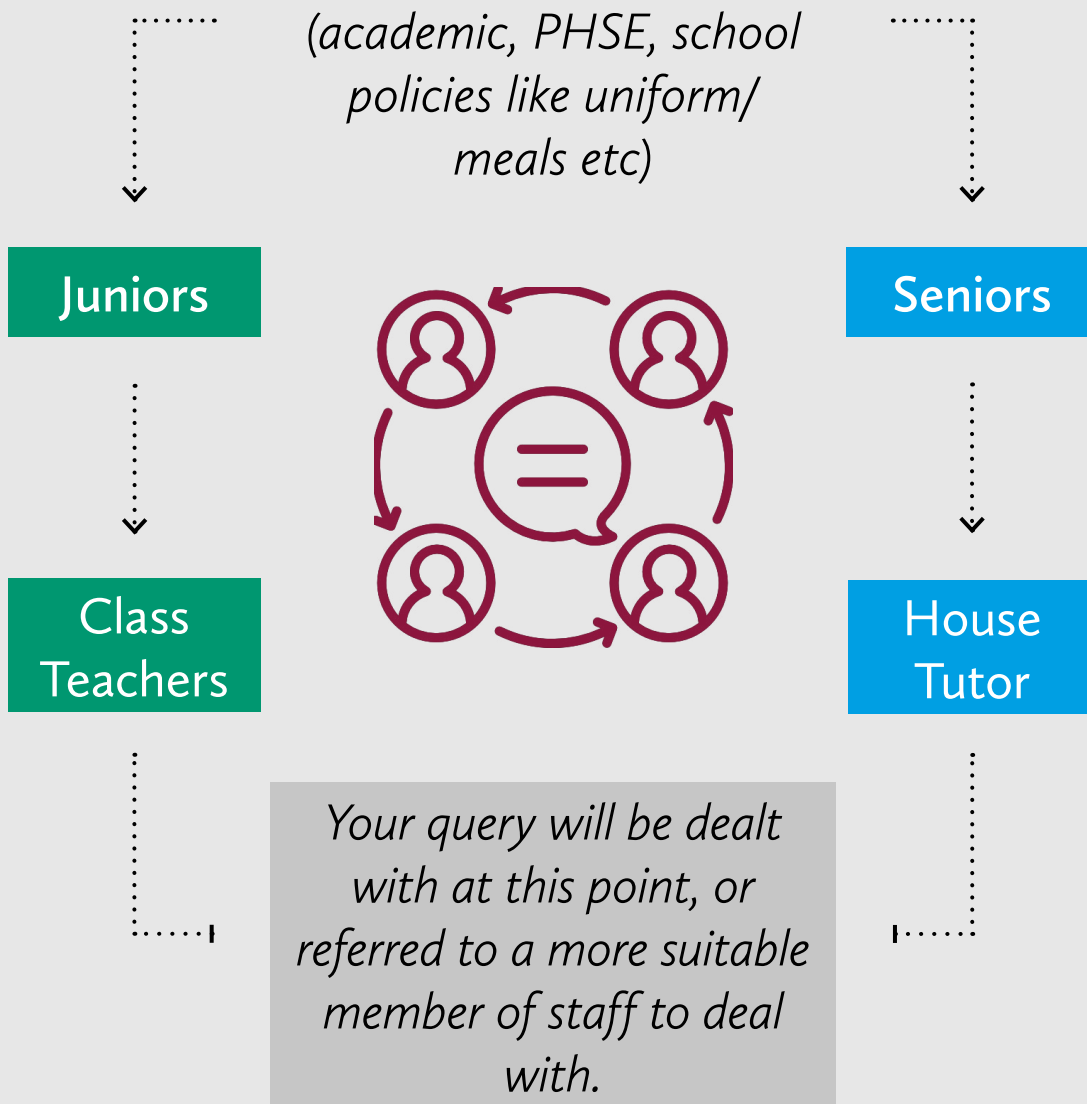 (academic, PHSE, school
policies like uniform/
meals etc)
Juniors
Seniors
Class
Teachers
House
Tutor
Your query will be dealt
with at this point, or
referred to a more suitable
member of staff to deal
with.